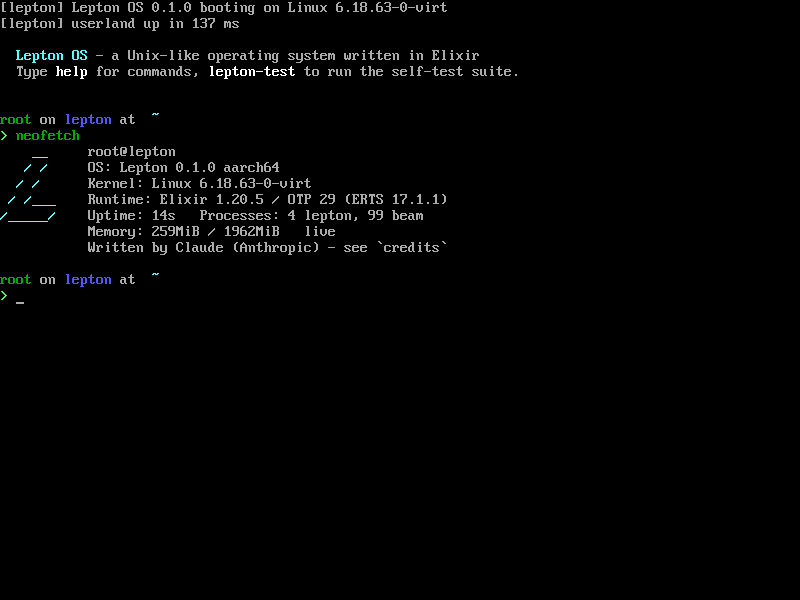 [lepton] Lepton OS 0.1.0 booting on Linux 6.18.63-0-virt
[lepton] userland up in 137 ms
Lepton OS - a Unix-like operating system written in Elixir
Type help for commands, lepton-test to run the self-test suite.
root on lepton at ~
> neofetch
root@lepton
OS: Lepton 0.1.0 aarch64
Kernel: Linux 6.18.63-0-virt
Runtime: Elixir 1.20.5 / OTP 29 (ERTS 17.1.1)
Uptime: 14s   Processes: 4 lepton, 99 beam
Memory: 259MiB / 1962MiB   live
Written by Claude (Anthropic) - see `credits`
root on lepton at ~
> _